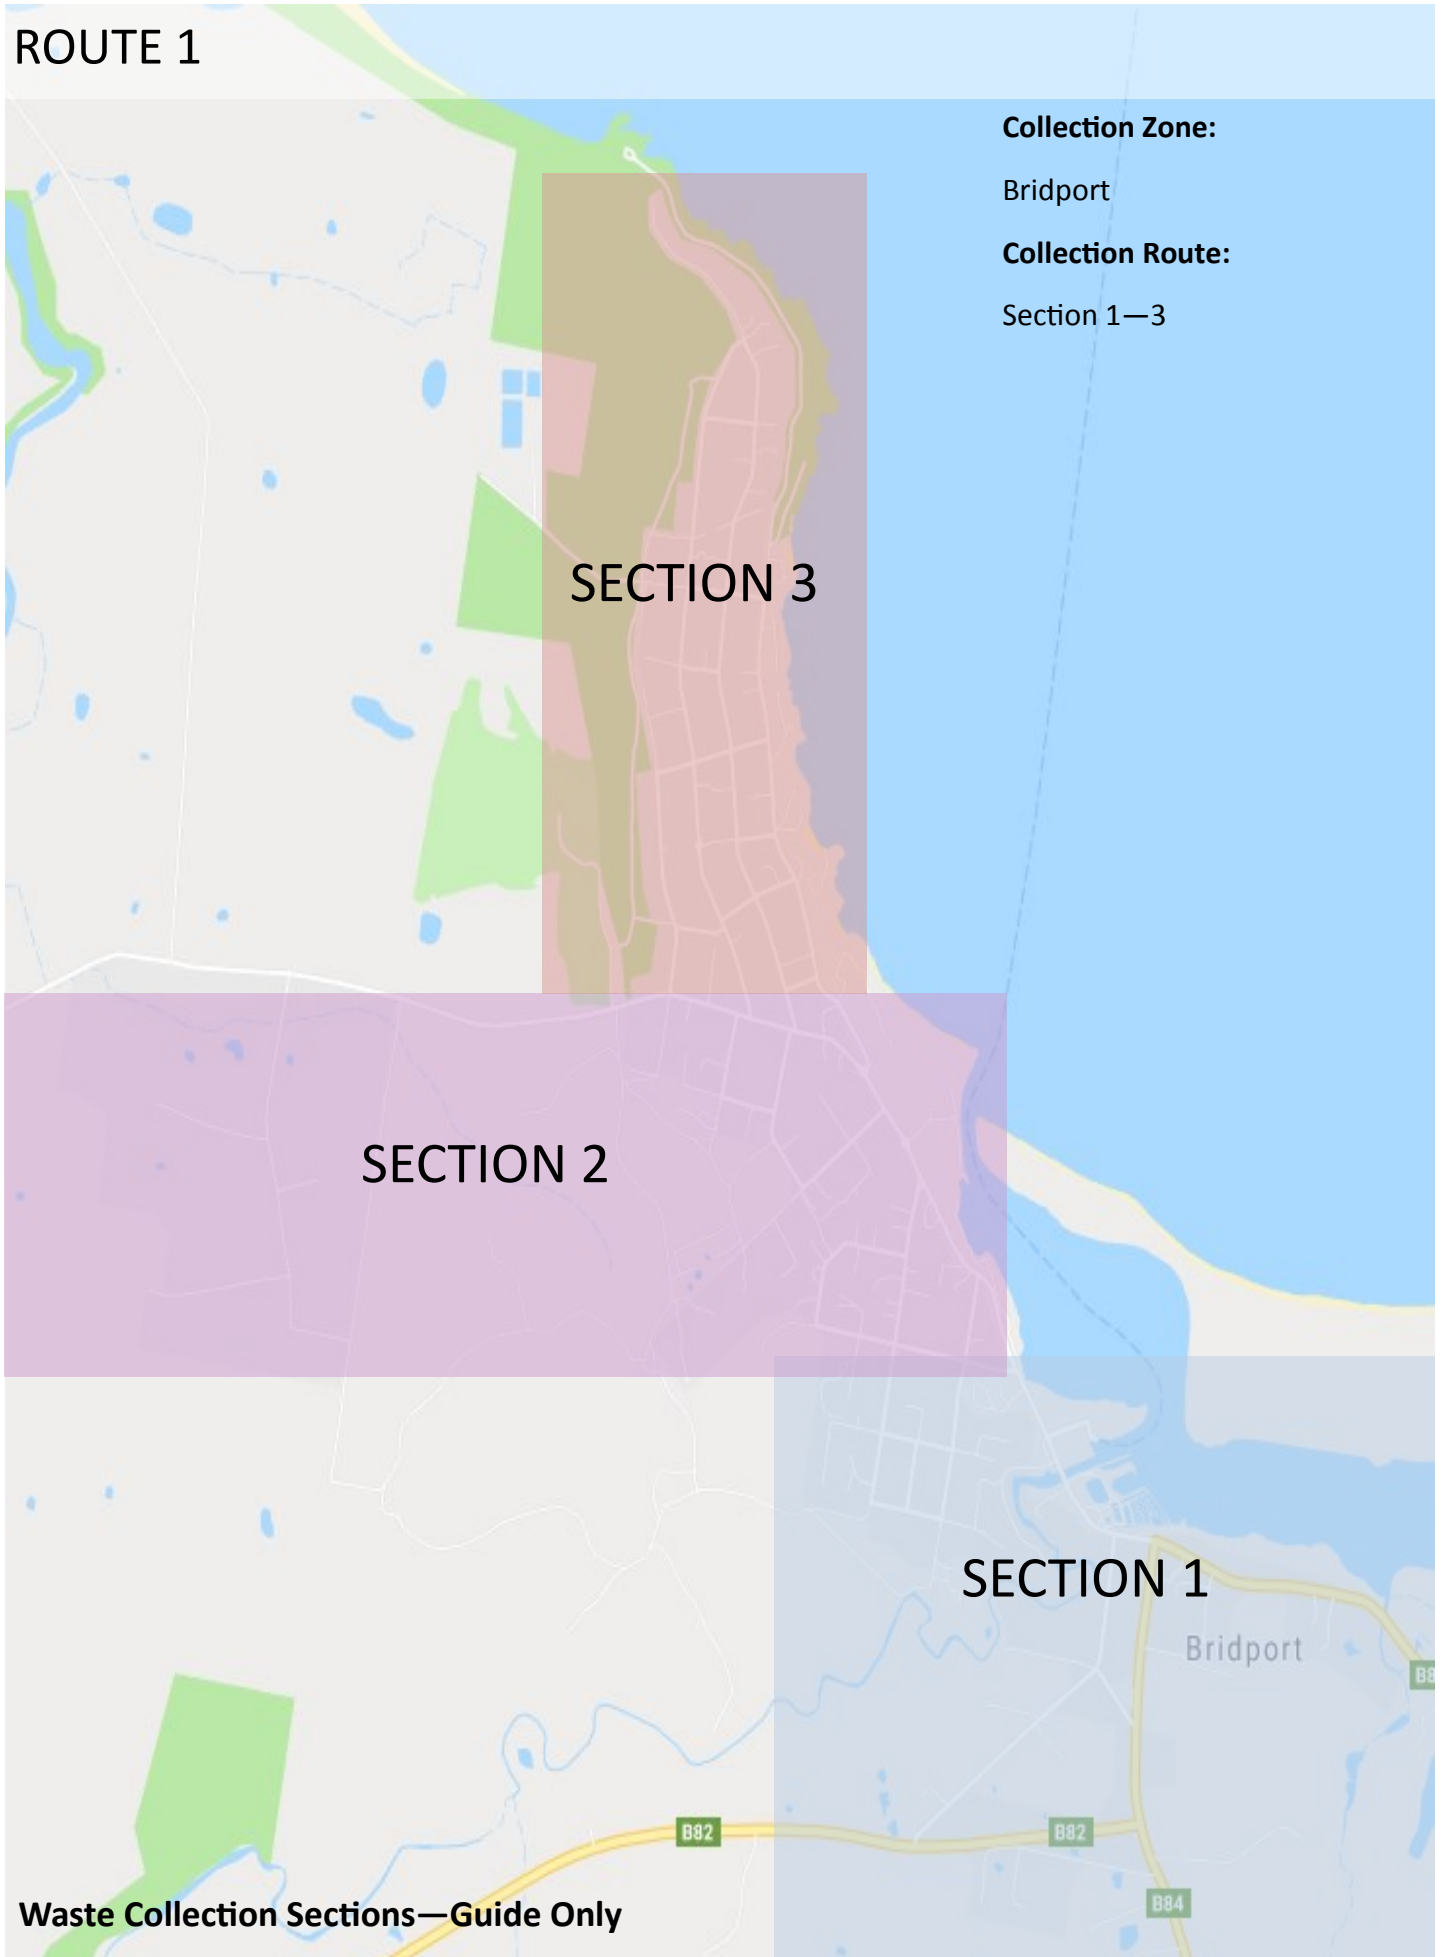 ROUTE 1
Collection Zone:
Bridport
Collection Route:
Section 1—3
SECTION 3
SECTION 2
SECTION 1
Bridport
B82
B82
B84
Waste Collection Sections—Guide Only